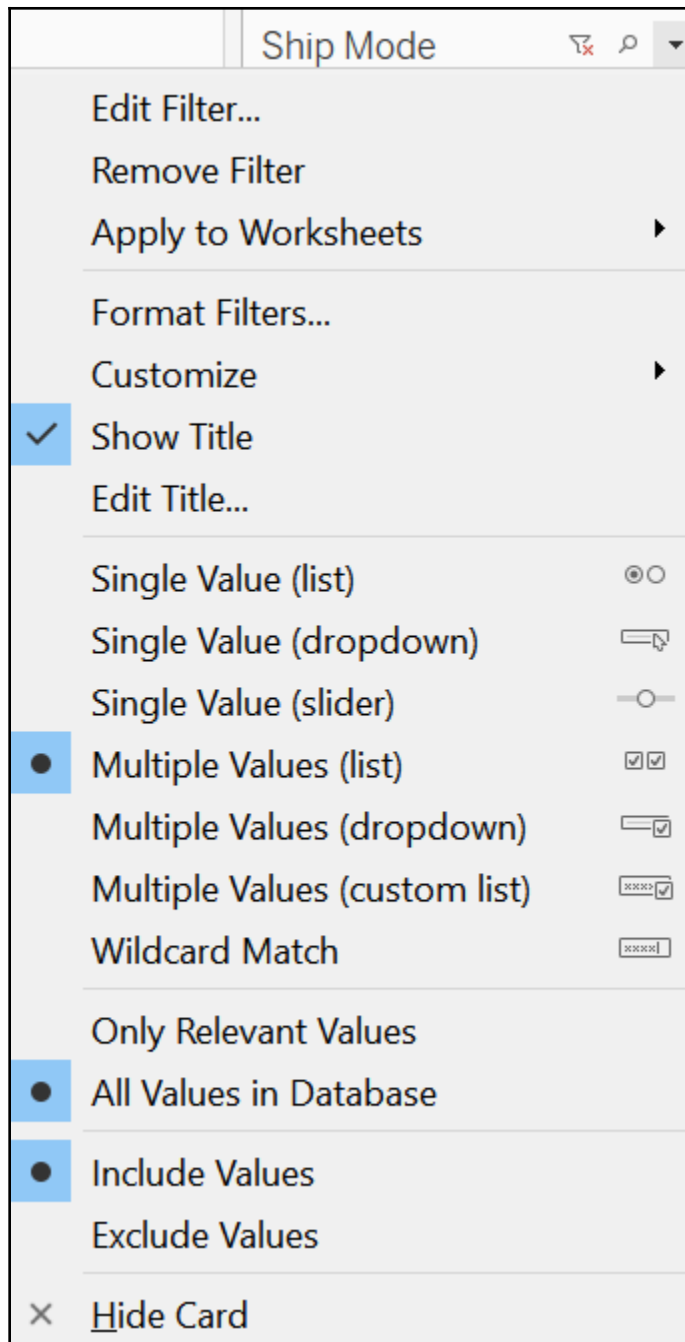 Ship Mode
Edit Filter...
Remove Filter
Apply to Worksheets
Format Filters...
Customize
Show Title
Edit Title...
Single Value (list)
Single Value (dropdown)
Single Value (slider)
Multiple Values (list)
Multiple Values (dropdown)
Multiple Values (custom list)
Wildcard Match
Only Relevant Values
All Values in Database
Include Values
Exclude Values
Hide Card